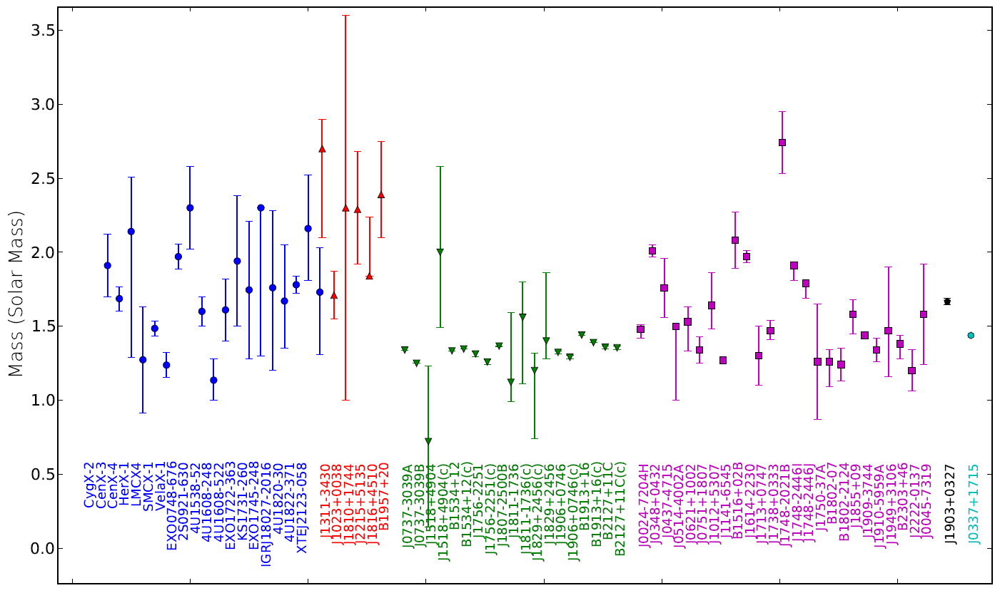 Mass (Solar Mass)
3.5
3.0
2.5
2.0
1.5
1.0
0.5
0.0
CygX-2
CenX-3
CenX-4
HerX-1
LMCX4
SMCX-1
VelaX-1
EXO0748-676
2S0921-630
4U1538-52
4U1608-248
4U1608-522
EXO1722-363
KS1731-260
EXO1745-248
IGRJ18027-2016
4U1820-30
4U1822-371
XTEJ2123-058
J1311-3430
J1023+0038
J1810+1744
J2215+5135
J1816+4510
B1957+20
J0737-3039A
J0737-3039B
J1518+4904
J1518+4904(c)
B1534+12
B1534+12(c)
J1756-2251
J1756-2251(c)
J1807-2500B
J1811-1736
J1811-1736(c)
J1829+2456(c)
J1829+2456
J1906+0746
J1906+0746(c)
B1913+16
B1913+16(c)
B2127+11C
B2127+11C(c)
J0024-7204H
J0348+0432
J0437-4715
J0514-4002A
J0621+1002
J0751+1807
J1012+5307
J1141-6545
B1516+02B
J1614-2230
J1713+0747
J1738+0333
J1748-2021B
J1748-2446I
J1748-2446J
J1750-37A
B1802-07
B1802-2124
J1855+09
J1909-3744
J1910-5959A
J1949+3106
B2303+46
J2222-0137
J0045-7319
J1903+0327
J0337+1715